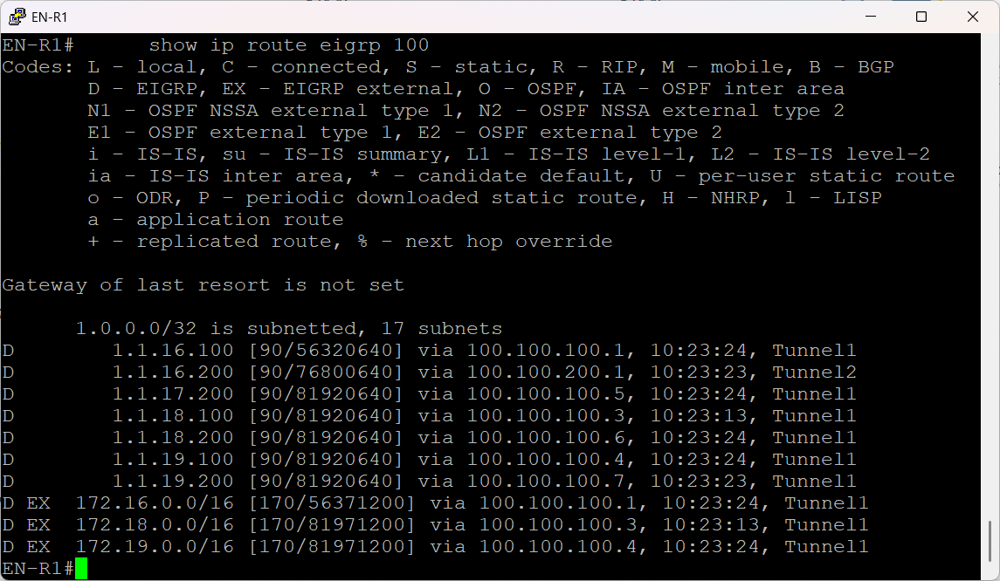 EN-R1
EN-R1#      show ip route eigrp 100
Codes: L - local, C - connected, S - static, R - RIP, M - mobile, B - BGP
       D - EIGRP, EX - EIGRP external, O - OSPF, IA - OSPF inter area
       N1 - OSPF NSSA external type 1, N2 - OSPF NSSA external type 2
       E1 - OSPF external type 1, E2 - OSPF external type 2
       i - IS-IS, su - IS-IS summary, L1 - IS-IS level-1, L2 - IS-IS level-2
       ia - IS-IS inter area, * - candidate default, U - per-user static route
       o - ODR, P - periodic downloaded static route, H - NHRP, l - LISP
       a - application route
       + - replicated route, % - next hop override

Gateway of last resort is not set

      1.0.0.0/32 is subnetted, 17 subnets
D        1.1.16.100 [90/56320640] via 100.100.100.1, 10:23:24, Tunnel1
D        1.1.16.200 [90/76800640] via 100.100.200.1, 10:23:23, Tunnel2
D        1.1.17.200 [90/81920640] via 100.100.100.5, 10:23:24, Tunnel1
D        1.1.18.100 [90/81920640] via 100.100.100.3, 10:23:13, Tunnel1
D        1.1.18.200 [90/81920640] via 100.100.100.6, 10:23:24, Tunnel1
D        1.1.19.100 [90/81920640] via 100.100.100.4, 10:23:24, Tunnel1
D        1.1.19.200 [90/81920640] via 100.100.100.7, 10:23:23, Tunnel1
D EX  172.16.0.0/16 [170/56371200] via 100.100.100.1, 10:23:24, Tunnel1
D EX  172.18.0.0/16 [170/81971200] via 100.100.100.3, 10:23:13, Tunnel1
D EX  172.19.0.0/16 [170/81971200] via 100.100.100.4, 10:23:24, Tunnel1
EN-R1#